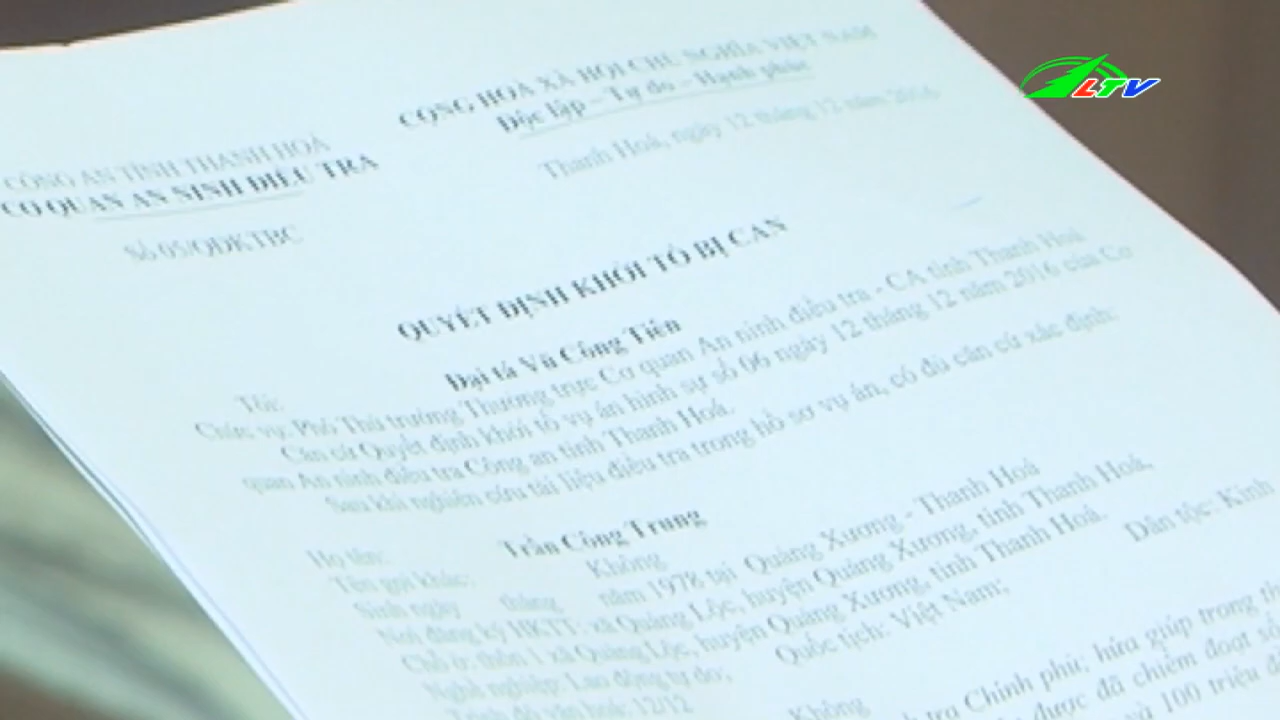 LTV
CỘNG HOÀ XÃ HỘI CHỦ NGHĨA VIỆT NAM
Độc lập – Tự do – Hạnh phúc
Thanh Hoá, ngày 12 tháng 12 năm 2016
CÔNG AN TỈNH THANH HOÁ
CƠ QUAN AN NINH ĐIỀU TRA
Số 05/QĐKTBC
QUYẾT ĐỊNH KHỞI TỐ BỊ CAN
Tôi: Đại tá Vũ Công Tiến
Chức vụ: Phó Thủ trưởng Thường trực Cơ quan An ninh điều tra - CA tỉnh Thanh Hoá
Căn cứ Quyết định khởi tố vụ án hình sự số 06 ngày 12 tháng 12 năm 2016 của Cơ
quan An ninh điều tra Công an tỉnh Thanh Hoá.
Sau khi nghiên cứu tài liệu điều tra trong hồ sơ vụ án, có đủ căn cứ xác định:
Họ tên: Trần Công Trung
Tên gọi khác: Không
Sinh ngày tháng năm 1978 tại Quảng Xương - Thanh Hoá
Nơi đăng ký HKTT: xã Quảng Lộc, huyện Quảng Xương, tỉnh Thanh Hoá,
Chỗ ở: thôn 1 xã Quảng Lộc, huyện Quảng Xương, tỉnh Thanh Hoá.
Quốc tịch: Việt Nam; Dân tộc: Kinh
Nghề nghiệp: Lao động tự do;
Trình độ văn hoá: 12/12 Không
tra Chính phủ; hứa giúp trong
được đã chiếm đoạt số
100 triệu